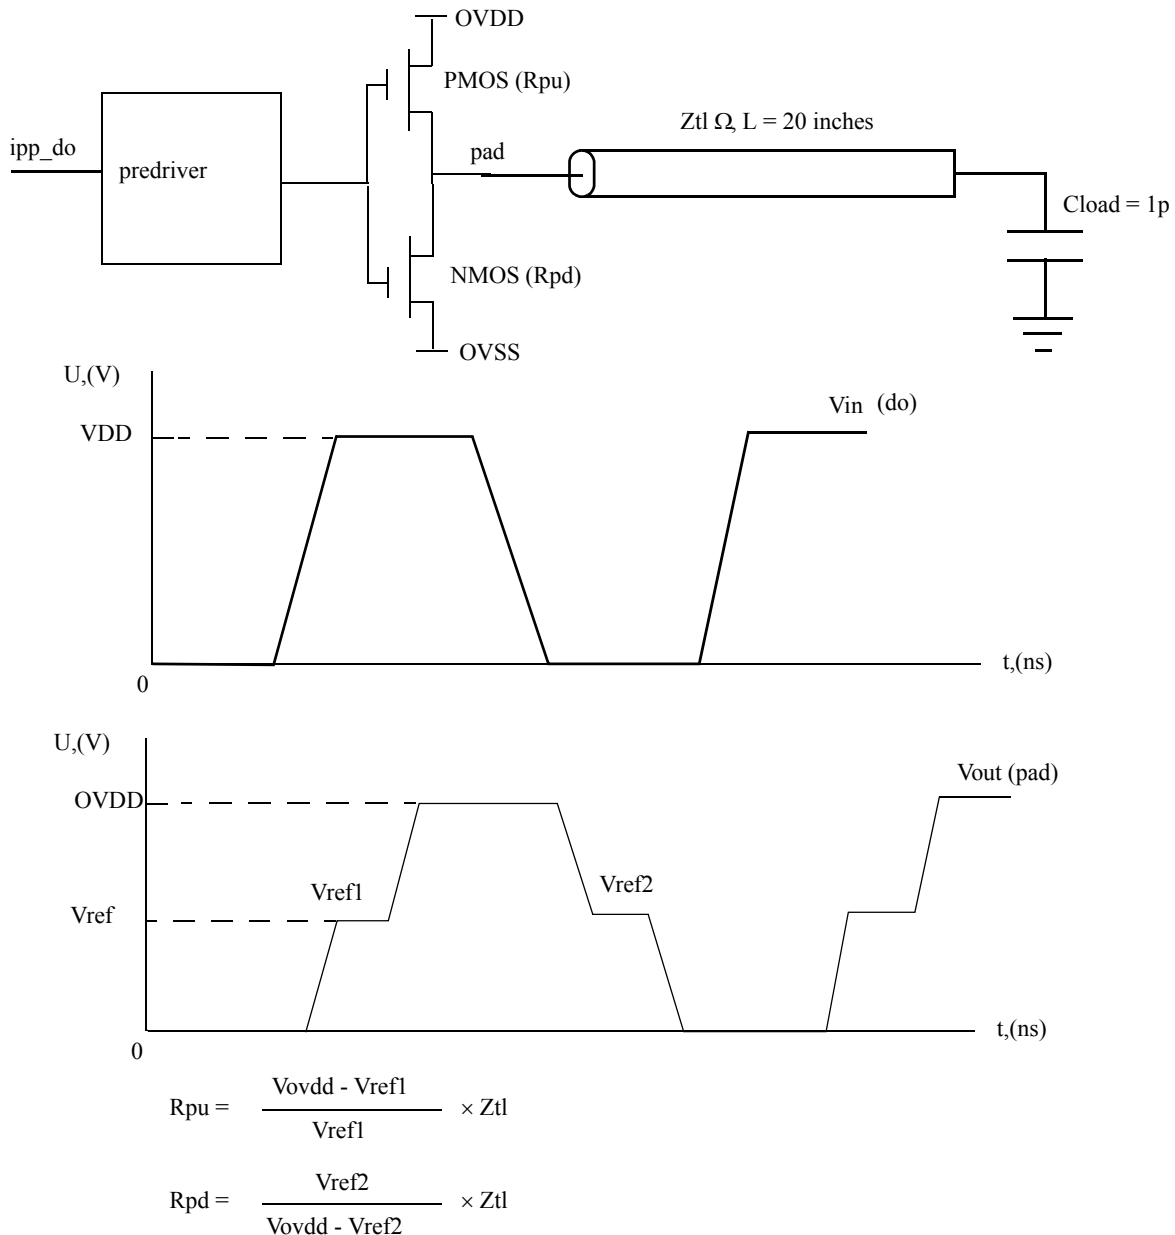 OVDD
PMOS (Rpu)
Ztl Ω, L = 20 inches
ipp_do
predriver
pad
Cload = 1p
NMOS (Rpd)
OVSS
U,(V)
VDD
Vin (do)
t,(ns)
0
U,(V)
OVDD
Vout (pad)
Vref1
Vref2
Vref
t,(ns)
0
Rpu = Vovdd - Vref1 / Vref1 × Ztl
Rpd = Vref2 / Vovdd - Vref2 × Ztl